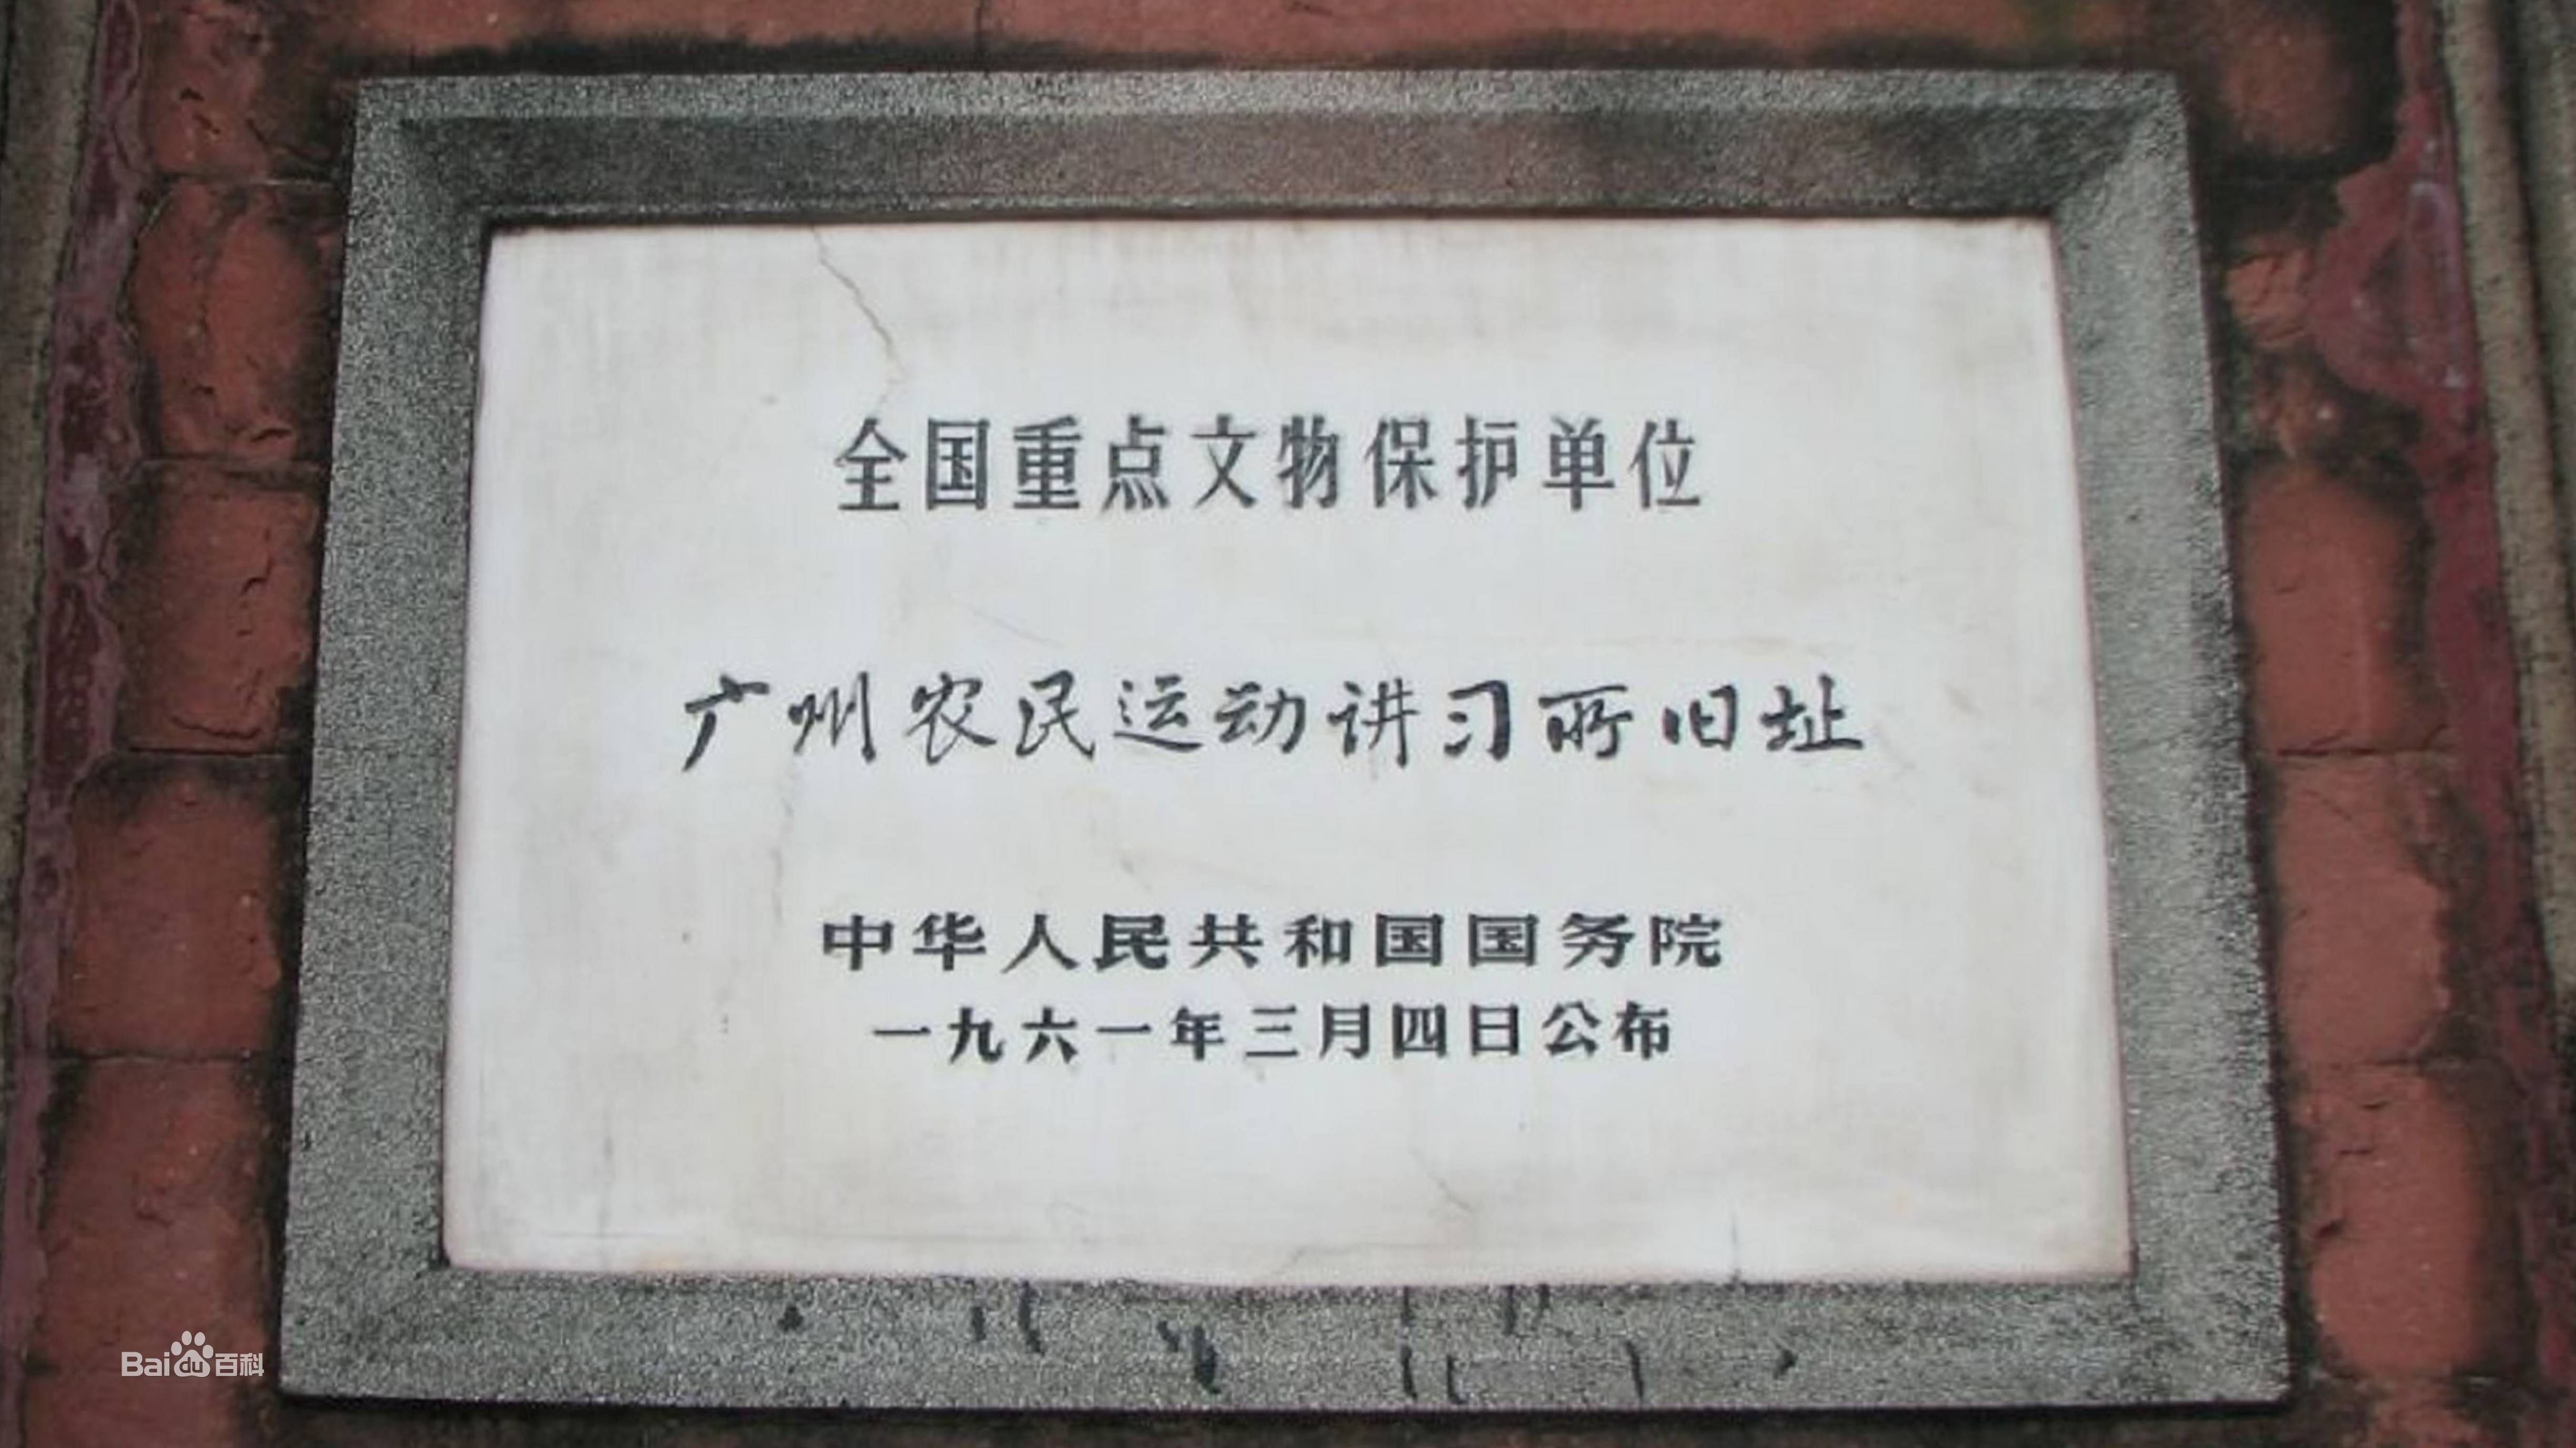 全国重点文物保护单位
广州农民运动讲习所旧址
中华人民共和国国务院
一九六一年三月四日公布
Baidu百科